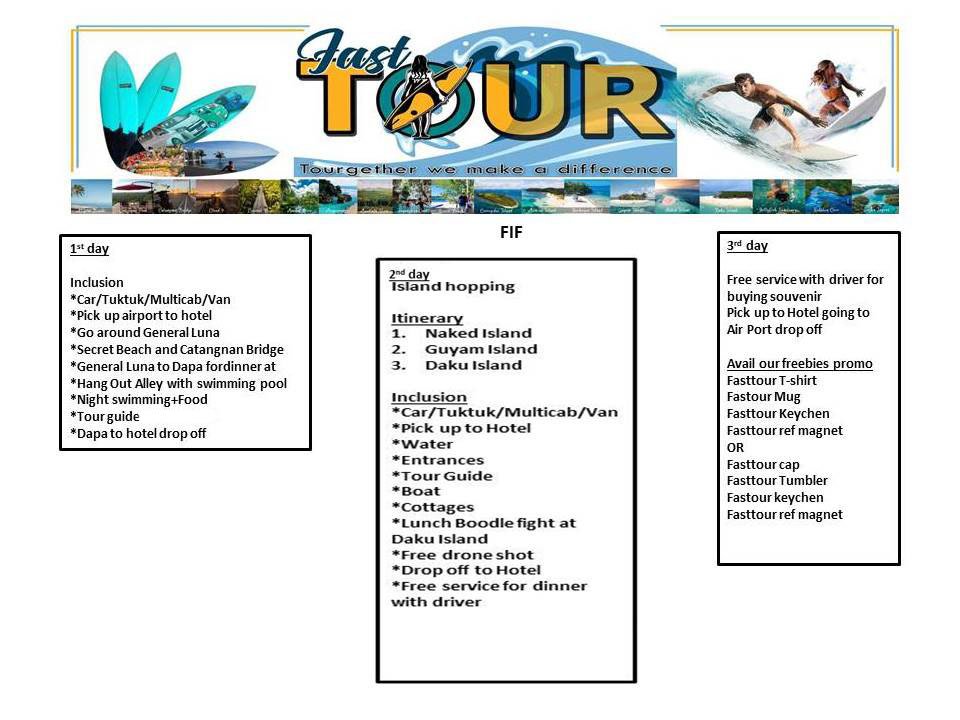 Fast
TOUR
Tourgether we make a difference
FIF
1st day
Inclusion
*Car/Tuktuk/Multicab/Van
*Pick up airport to hotel
*Go around General Luna
*Secret Beach and Catangnan Bridge
*General Luna to Dapa fordinner at
*Hang Out Alley with swimming pool
*Night swimming+Food
*Tour guide
*Dapa to hotel drop off
2nd day
Island hopping
Itinerary
1. Naked Island
2. Guyam Island
3. Daku Island
Inclusion
*Car/Tuktuk/Multicab/Van
*Pick up to Hotel
*Water
*Entrances
*Tour Guide
*Boat
*Cottages
*Lunch Boodle fight at
Daku Island
*Free drone shot
*Drop off to Hotel
*Free service for dinner
with driver
3rd day
Free service with driver for
buying souvenir
Pick up to Hotel going to
Air Port drop off
Avail our freebies promo
Fasttour T-shirt
Fastour Mug
Fasttour Keychen
Fasttour ref magnet
OR
Fasttour cap
Fasttour Tumbler
Fastour keychen
Fasttour ref magnet